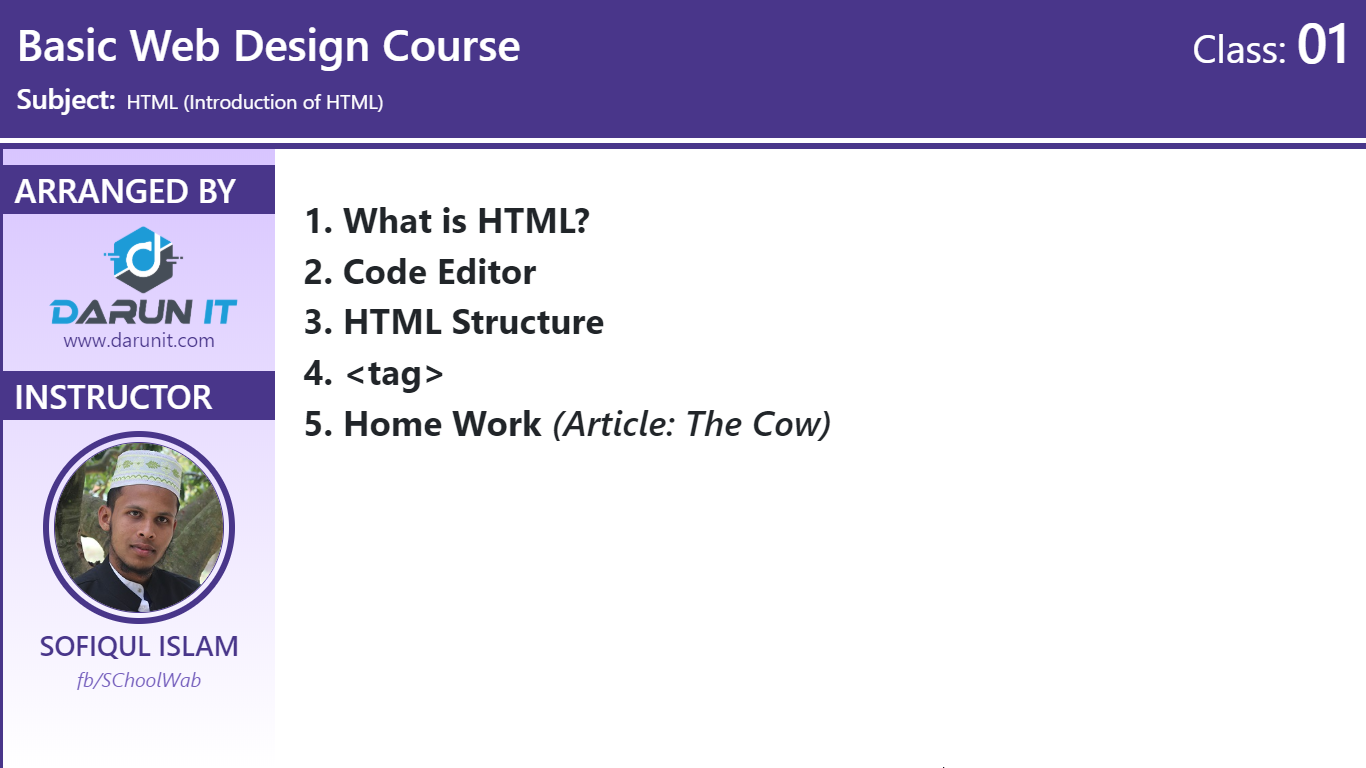 Basic Web Design Course
Class: 01
Subject: HTML (Introduction of HTML)
ARRANGED BY
d
DARUN IT
www.darunit.com
INSTRUCTOR
SOFIQUL ISLAM
fb/SChoolWab
1. What is HTML?
2. Code Editor
3. HTML Structure
4. <tag>
5. Home Work (Article: The Cow)